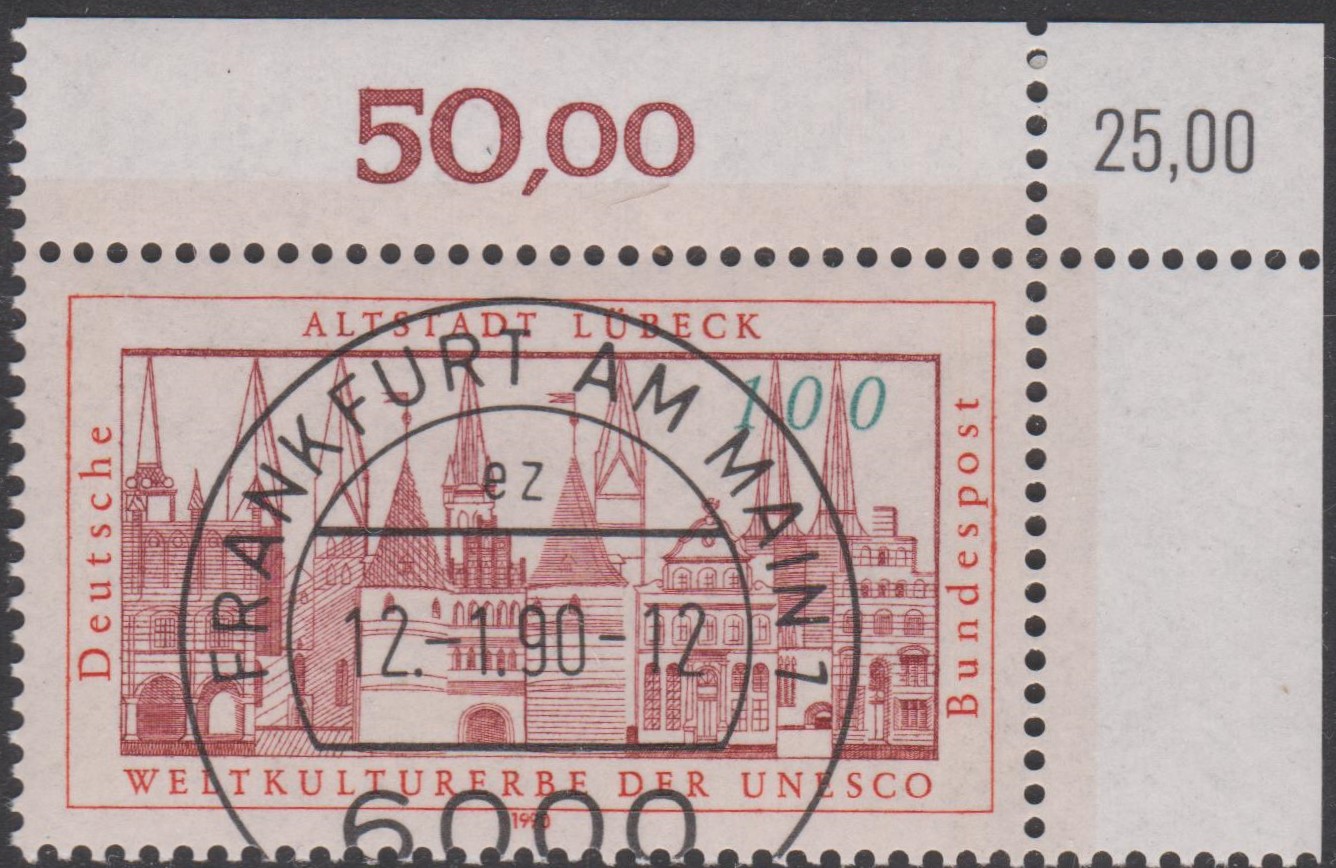 50,00
25,00
ALTSTADT LÜBECK
100
Deutsche
Bundespost
WELTKULTURERBE DER UNESCO
1990
FRANKFURT AM MAIN 1
ez
12.-1.90-12
6000